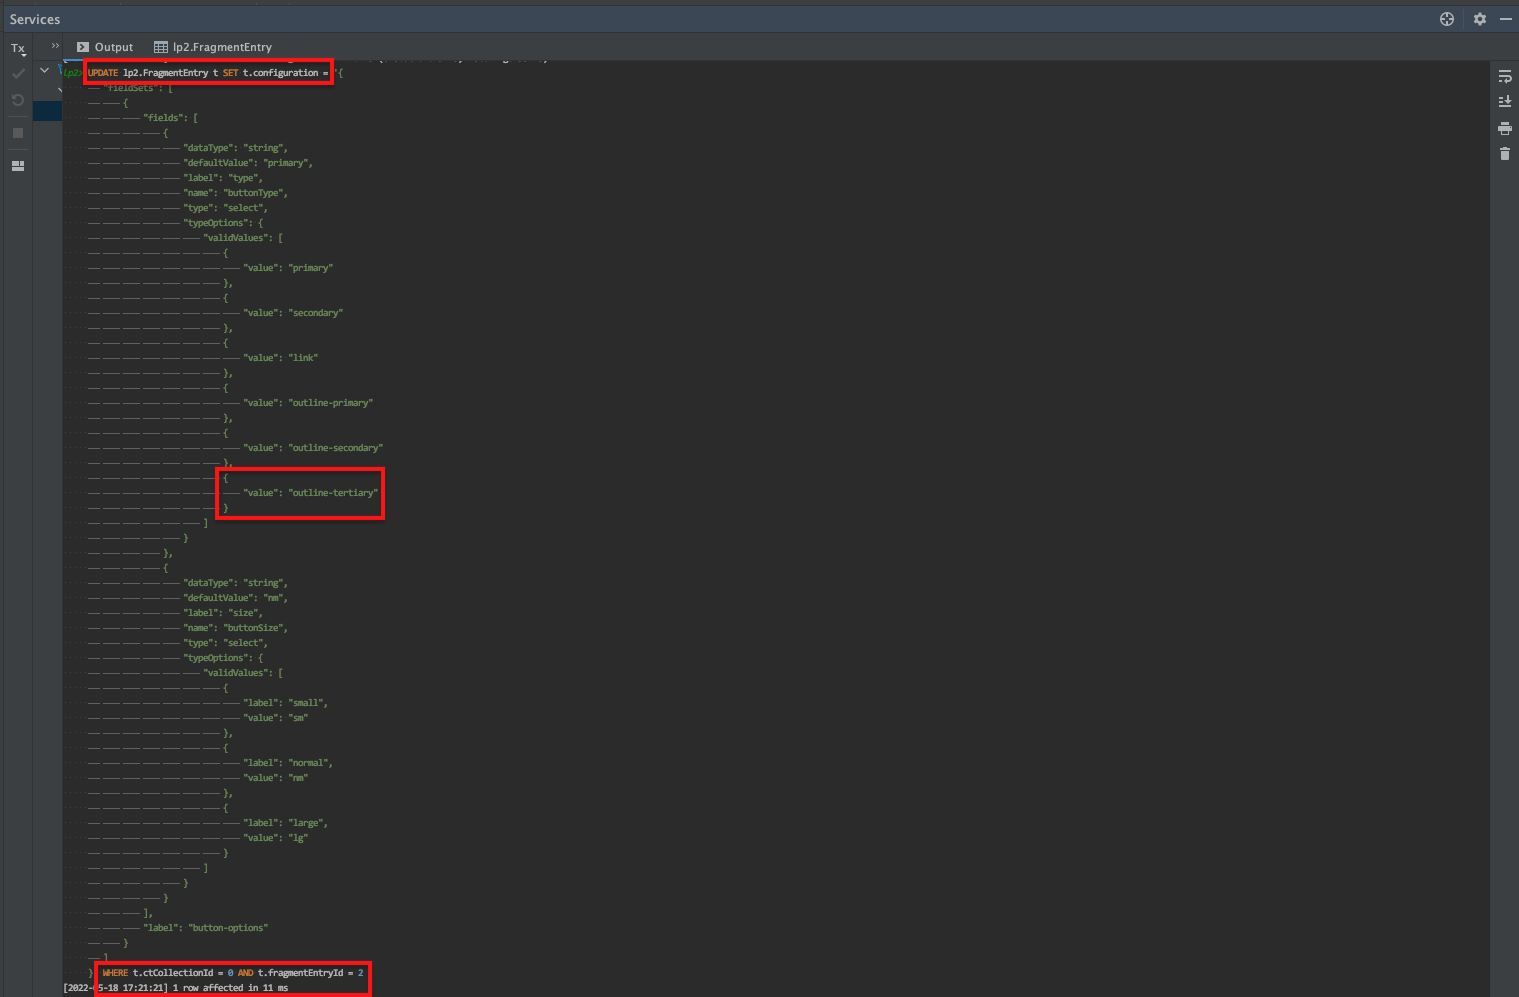 Services
Tx
Output
lp2.FragmentEntry
lp2> UPDATE lp2.FragmentEntry t SET t.configuration = '{
"fieldSets": [
{
"fields": [
{
"dataType": "string",
"defaultValue": "primary",
"label": "type",
"name": "buttonType",
"type": "select",
"typeOptions": {
"validValues": [
{
"value": "primary"
},
{
"value": "secondary"
},
{
"value": "link"
},
{
"value": "outline-primary"
},
{
"value": "outline-secondary"
},
{
"value": "outline-tertiary"
}
]
}
},
{
"dataType": "string",
"defaultValue": "nm",
"label": "size",
"name": "buttonSize",
"type": "select",
"typeOptions": {
"validValues": [
{
"label": "small",
"value": "sm"
},
{
"label": "normal",
"value": "nm"
},
{
"label": "large",
"value": "lg"
}
]
}
}
],
"label": "button-options"
}
]
} WHERE t.ctCollectionId = 0 AND t.fragmentEntryId = 2
[2022-05-18 17:21:21] 1 row affected in 11 ms